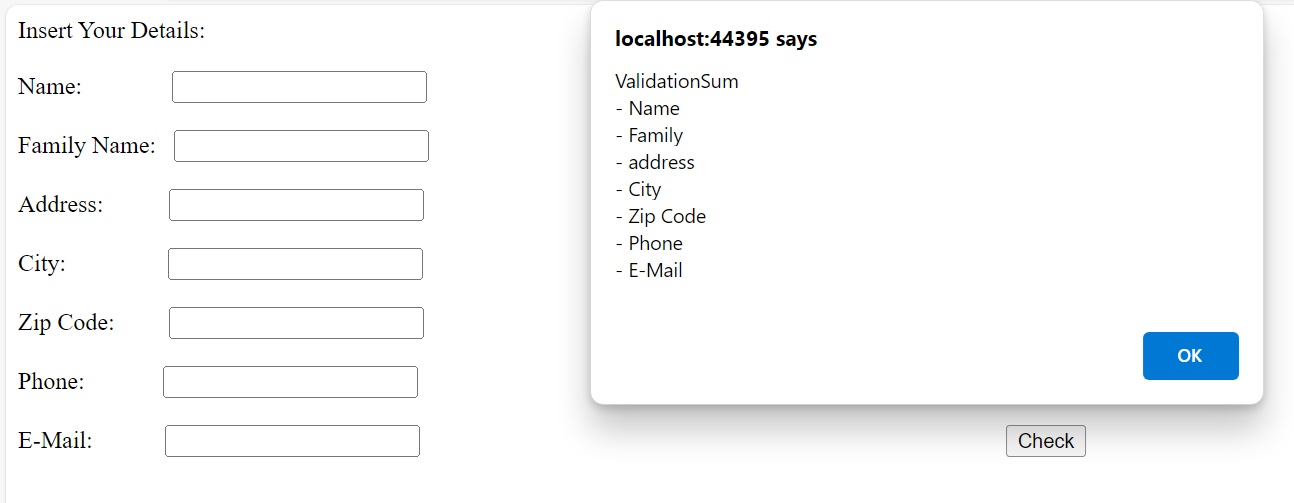 Insert Your Details:
Name:
Family Name:
Address:
City:
Zip Code:
Phone:
E-Mail:
localhost:44395 says
ValidationSum
- Name
- Family
- address
- City
- Zip Code
- Phone
- E-Mail
OK
Check